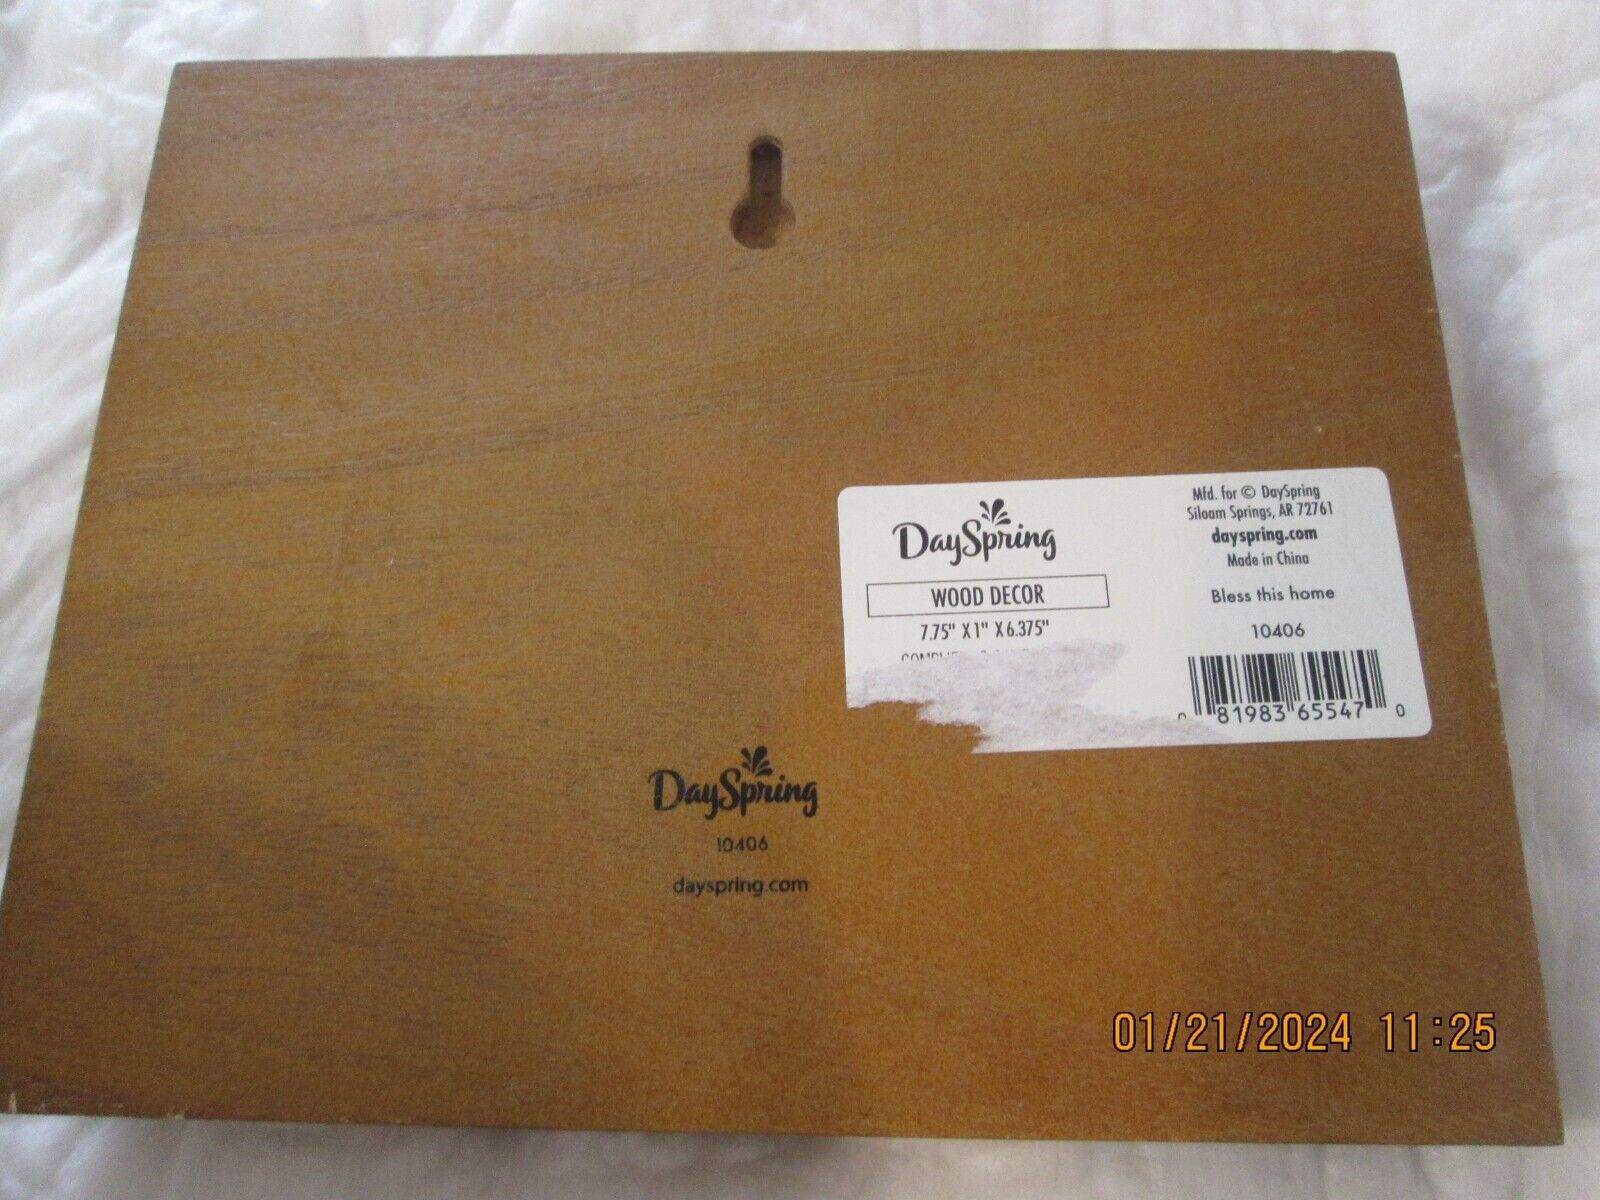 DaySpring
WOOD DECOR
7.75" X 1" X 6.375"
Mfd. for © DaySpring
Siloam Springs, AR 72761
dayspring.com
Made in China
Bless this home
10406
0 81983 65547 0
DaySpring
10406
dayspring.com
01/21/2024 11:25